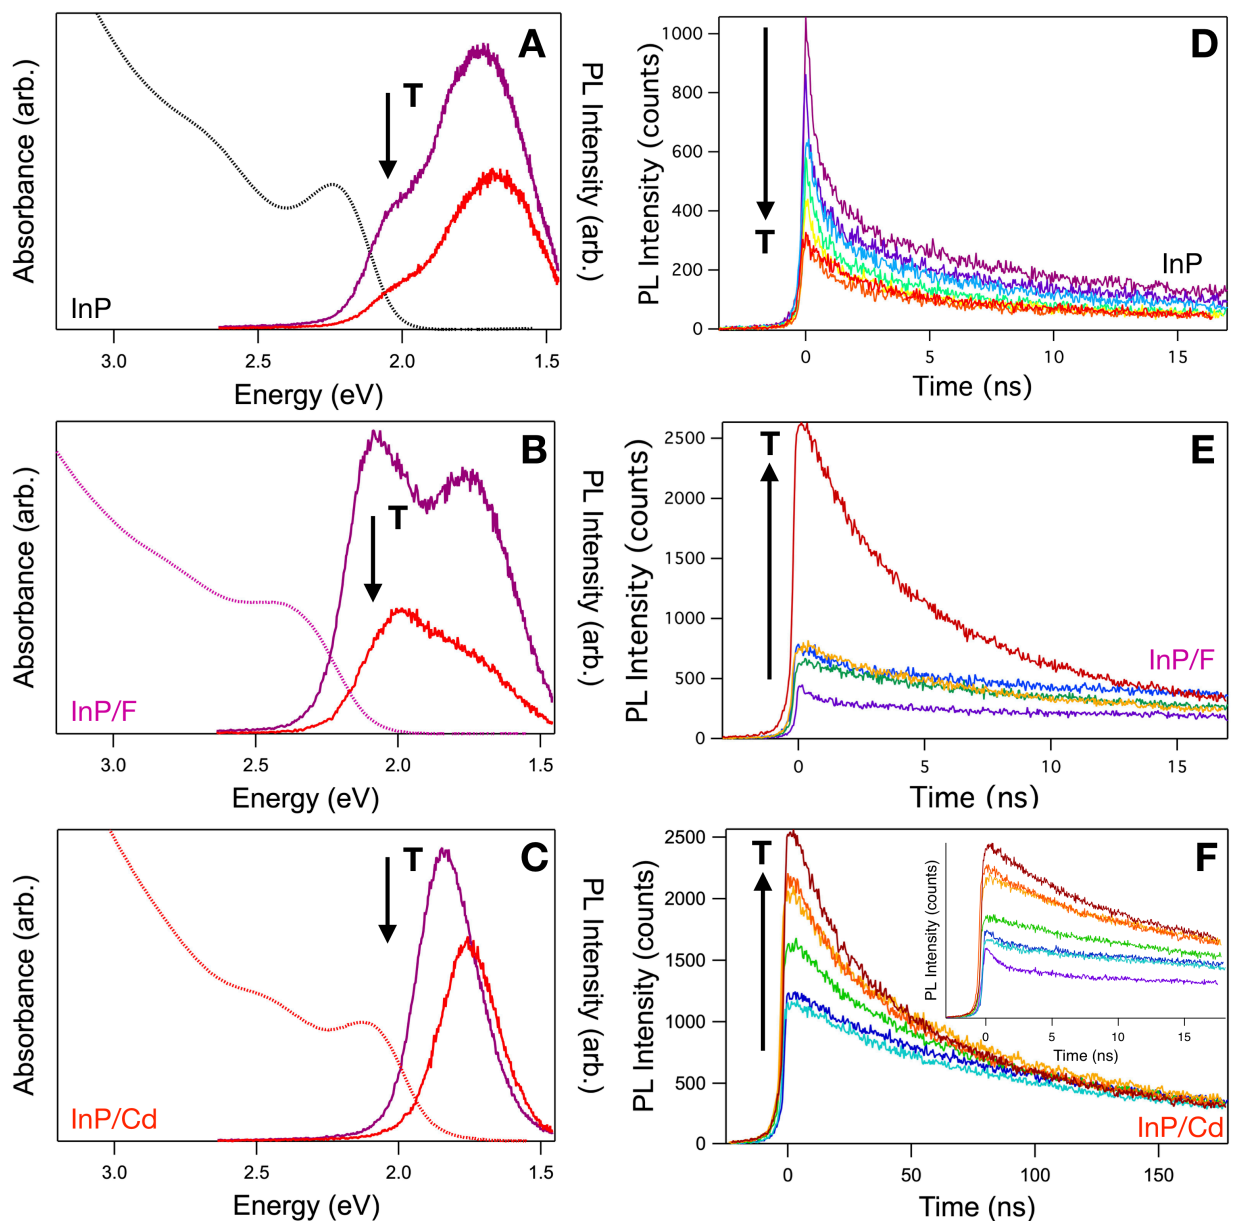 A
Absorbance (arb.)
PL Intensity (arb.)
T
InP
3.0 2.5 2.0 1.5
Energy (eV)
D
PL Intensity (counts)
1000
800
600
400
200
0
T
InP
0 5 10 15
Time (ns)
B
Absorbance (arb.)
PL Intensity (arb.)
T
InP/F
3.0 2.5 2.0 1.5
Energy (eV)
E
PL Intensity (counts)
2500
2000
1500
1000
500
0
T
InP/F
0 5 10 15
Time (ns)
C
Absorbance (arb.)
PL Intensity (arb.)
T
InP/Cd
3.0 2.5 2.0 1.5
Energy (eV)
F
PL Intensity (counts)
2500
2000
1500
1000
500
0
T
PL Intensity (counts)
0 5 10 15
Time (ns)
InP/Cd
0 50 100 150
Time (ns)